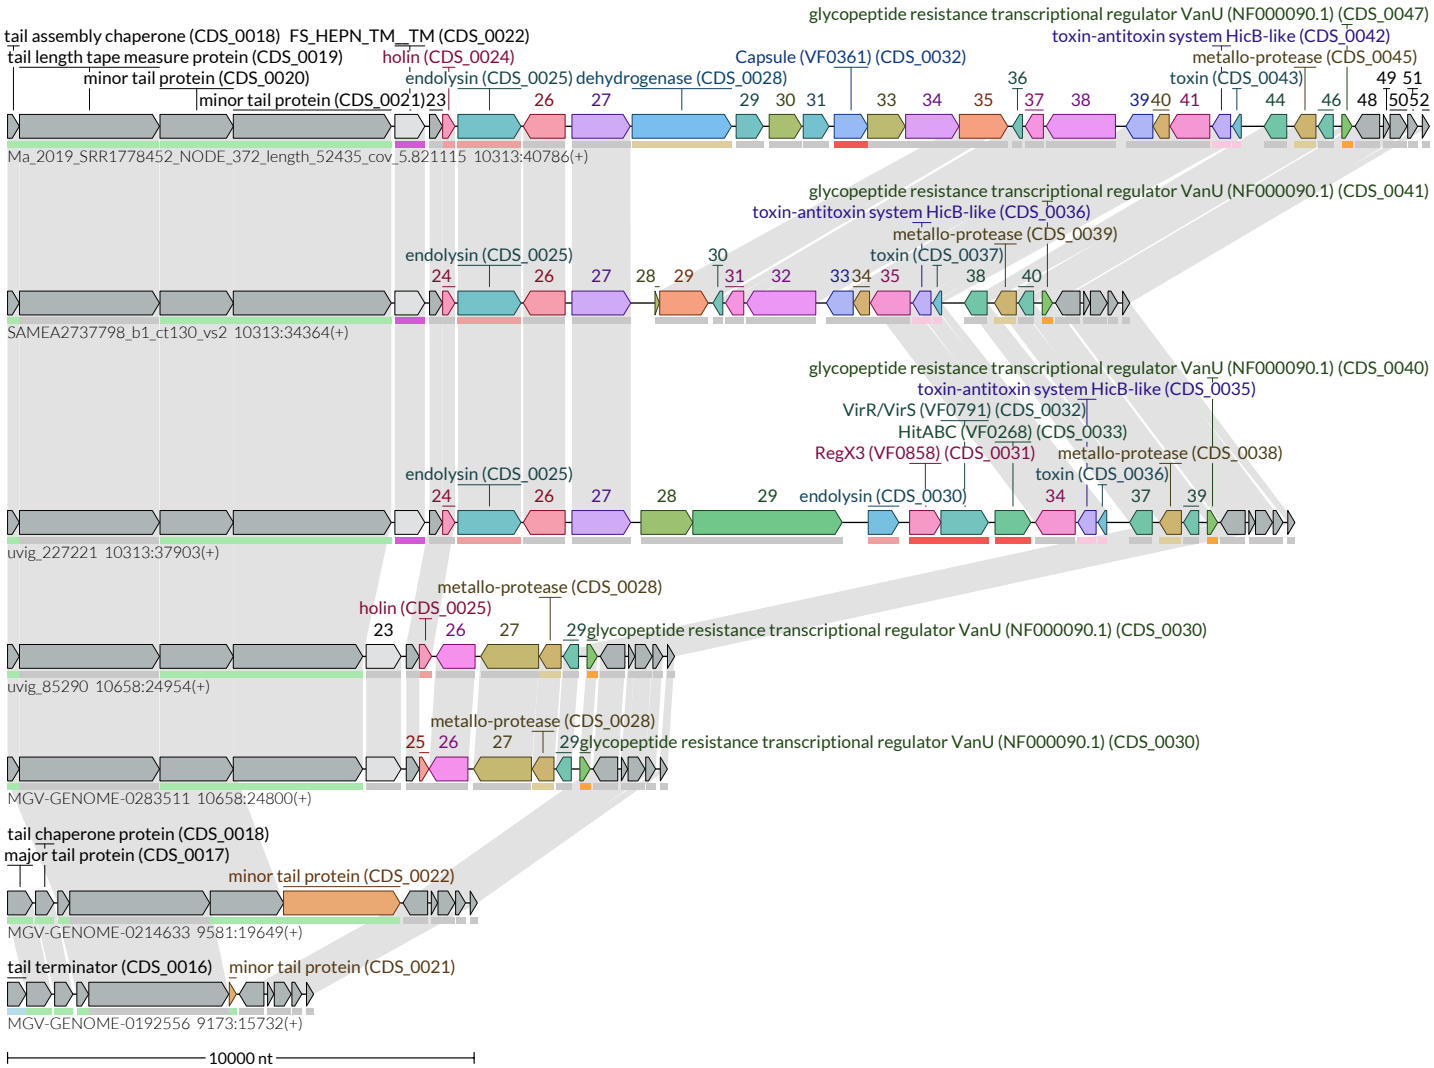 glycopeptide resistance transcriptional regulator VanU (NF000090.1) (CDS_0047)
tail assembly chaperone (CDS_0018) FS_HEPN_TM__TM (CDS_0022) toxin-antitoxin system HicB-like (CDS_0042)
tail length tape measure protein (CDS_0019) holin (CDS_0024) Capsule (VF0361) (CDS_0032) metallo-protease (CDS_0045)
minor tail protein (CDS_0020) endolysin (CDS_0025) dehydrogenase (CDS_0028) 36 toxin (CDS_0043) 49 51
minor tail protein (CDS_0021) 23 26 27 29 30 31 33 34 35 37 38 39 40 41 44 46 48 50 52
Ma_2019_SRR1778452_NODE_372_length_52435_cov_5.821115 10313:40786(+)
glycopeptide resistance transcriptional regulator VanU (NF000090.1) (CDS_0041)
toxin-antitoxin system HicB-like (CDS_0036)
metallo-protease (CDS_0039)
endolysin (CDS_0025) 30 toxin (CDS_0037)
24 26 27 28 29 31 32 33 34 35 38 40
SAMEA2737798_b1_ct130_vs2 10313:34364(+)
glycopeptide resistance transcriptional regulator VanU (NF000090.1) (CDS_0040)
toxin-antitoxin system HicB-like (CDS_0035)
VirR/VirS (VF0791) (CDS_0032)
HitABC (VF0268) (CDS_0033)
RegX3 (VF0858) (CDS_0031) metallo-protease (CDS_0038)
endolysin (CDS_0025) toxin (CDS_0036)
24 26 27 28 29 endolysin (CDS_0030) 34 37 39
uvig_227221 10313:37903(+)
metallo-protease (CDS_0028)
holin (CDS_0025)
23 26 27 29 glycopeptide resistance transcriptional regulator VanU (NF000090.1) (CDS_0030)
uvig_85290 10658:24954(+)
metallo-protease (CDS_0028)
25 26 27 29 glycopeptide resistance transcriptional regulator VanU (NF000090.1) (CDS_0030)
MGV-GENOME-0283511 10658:24800(+)
tail chaperone protein (CDS_0018)
major tail protein (CDS_0017)
minor tail protein (CDS_0022)
MGV-GENOME-0214633 9581:19649(+)
tail terminator (CDS_0016) minor tail protein (CDS_0021)
MGV-GENOME-0192556 9173:15732(+)
10000 nt